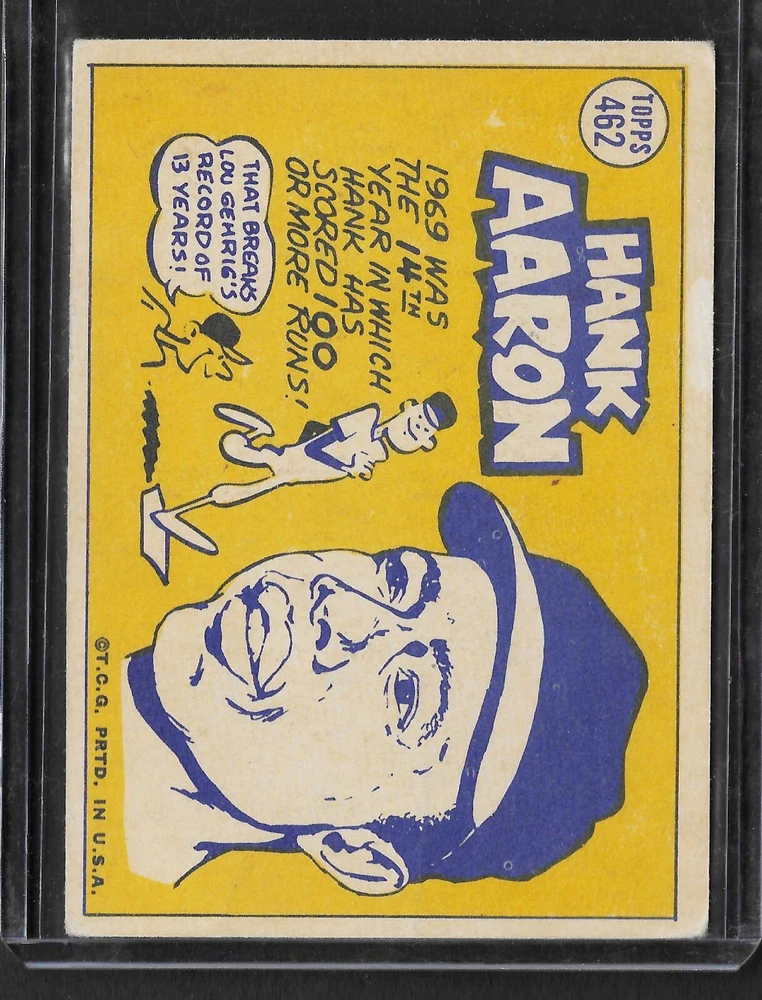 TOPPS
462
HANK
AARON
1969 WAS
THE 14TH
YEAR IN WHICH
HANK HAS
SCORED 100
OR MORE RUNS!
THAT BREAKS
LOU GEHRIG'S
RECORD OF
13 YEARS!
©T.C.G. PRTD. IN U.S.A.